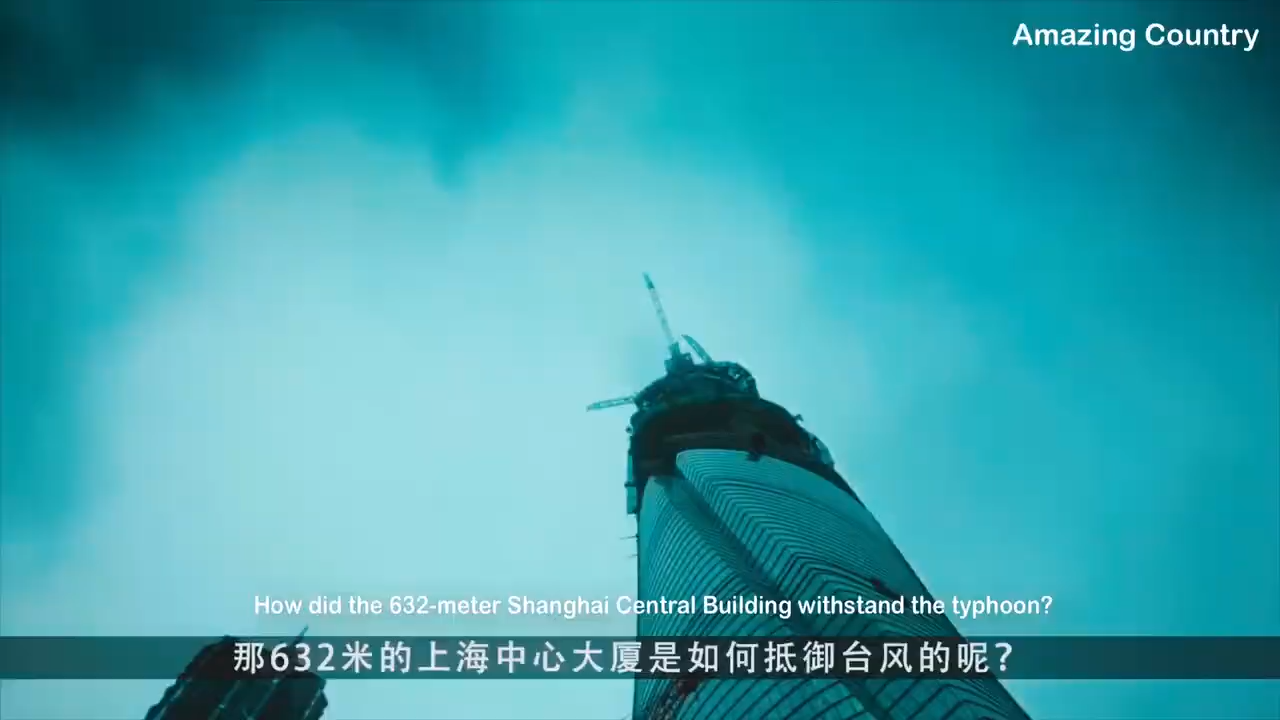 Amazing Country
How did the 632-meter Shanghai Central Building withstand the typhoon?
那632米的上海中心大厦是如何抵御台风的呢？